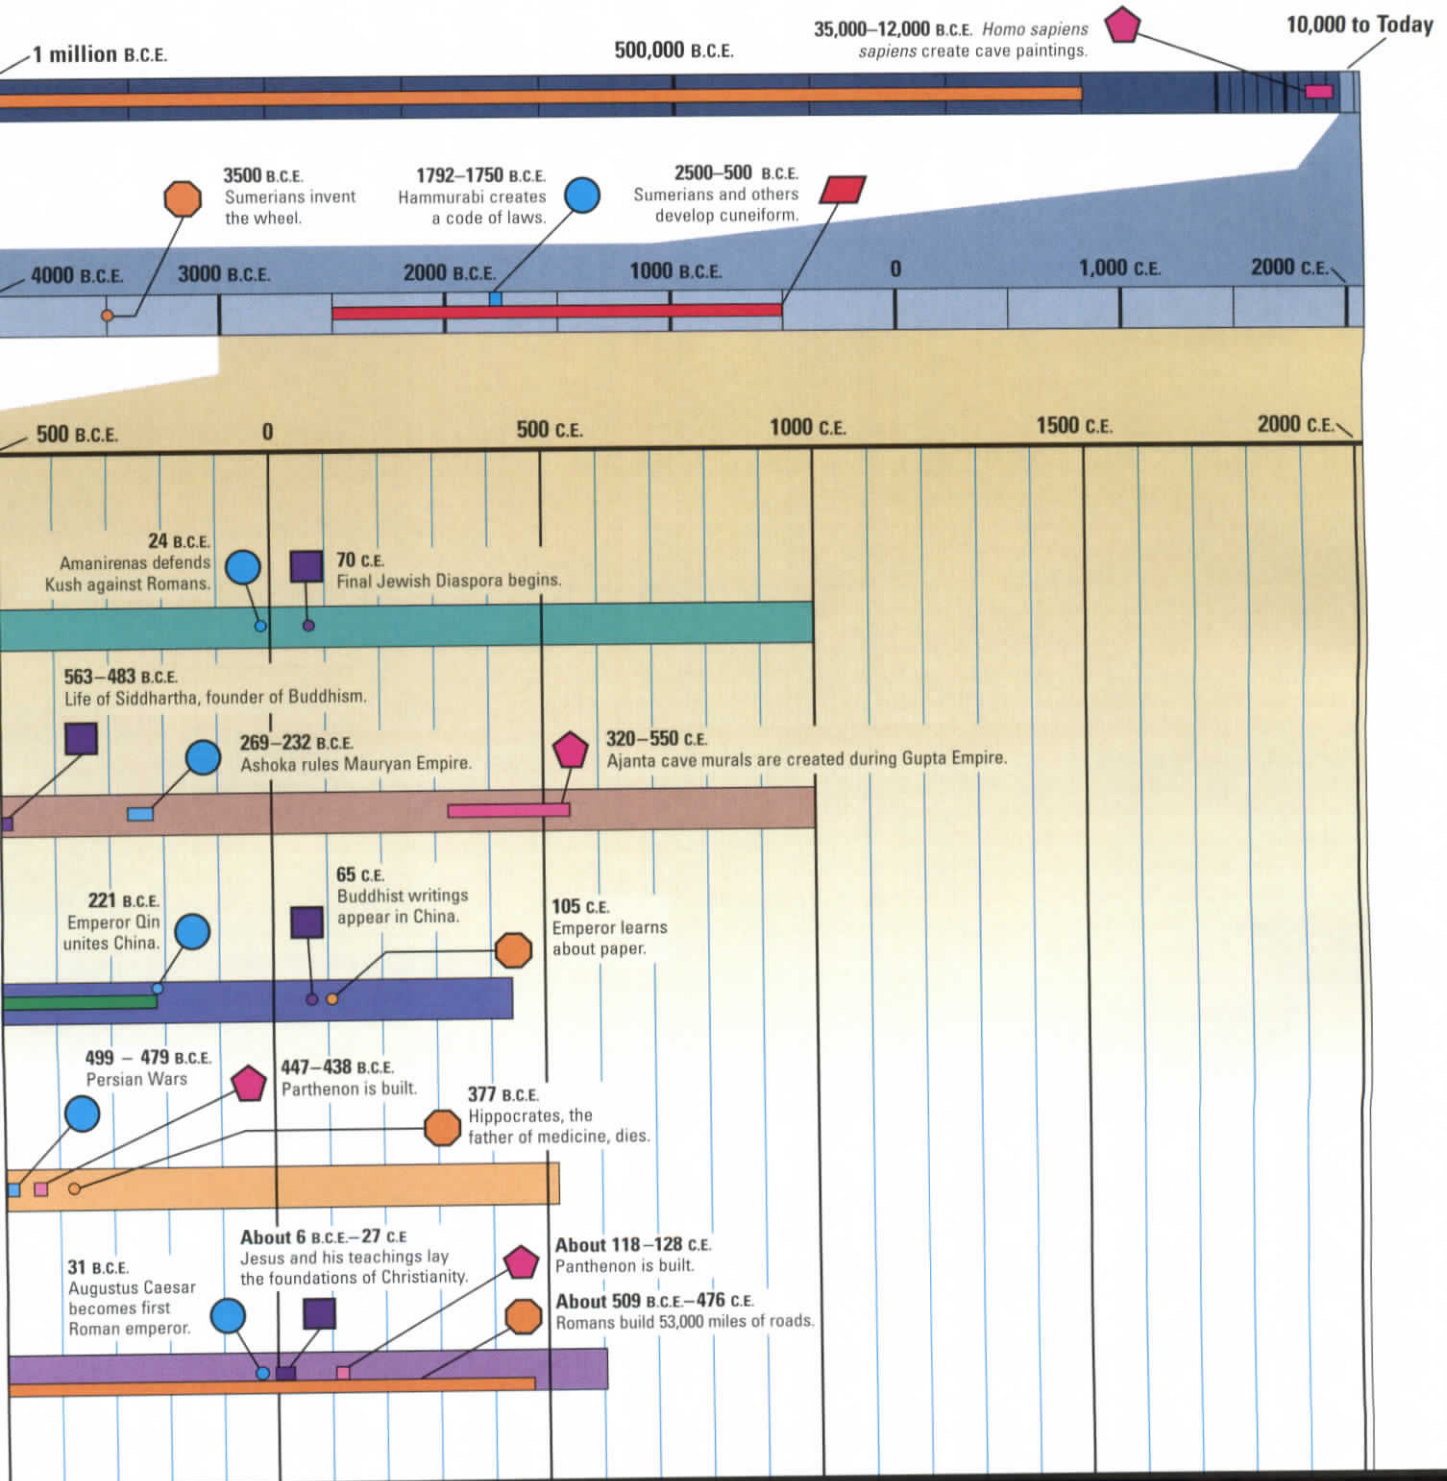 35,000–12,000 B.C.E. Homo sapiens
sapiens create cave paintings.
10,000 to Today
1 million B.C.E.
500,000 B.C.E.
3500 B.C.E.
Sumerians invent
the wheel.
1792–1750 B.C.E.
Hammurabi creates
a code of laws.
2500–500 B.C.E.
Sumerians and others
develop cuneiform.
4000 B.C.E.
3000 B.C.E.
2000 B.C.E.
1000 B.C.E.
0
1,000 C.E.
2000 C.E.
500 B.C.E.
0
500 C.E.
1000 C.E.
1500 C.E.
2000 C.E.
24 B.C.E.
Amanirenas defends
Kush against Romans.
70 C.E.
Final Jewish Diaspora begins.
563–483 B.C.E.
Life of Siddhartha, founder of Buddhism.
269–232 B.C.E.
Ashoka rules Mauryan Empire.
320–550 C.E.
Ajanta cave murals are created during Gupta Empire.
221 B.C.E.
Emperor Qin
unites China.
65 C.E.
Buddhist writings
appear in China.
105 C.E.
Emperor learns
about paper.
499 – 479 B.C.E.
Persian Wars
447–438 B.C.E.
Parthenon is built.
377 B.C.E.
Hippocrates, the
father of medicine, dies.
31 B.C.E.
Augustus Caesar
becomes first
Roman emperor.
About 6 B.C.E.–27 C.E
Jesus and his teachings lay
the foundations of Christianity.
About 118–128 C.E.
Panthenon is built.
About 509 B.C.E.–476 C.E.
Romans build 53,000 miles of roads.